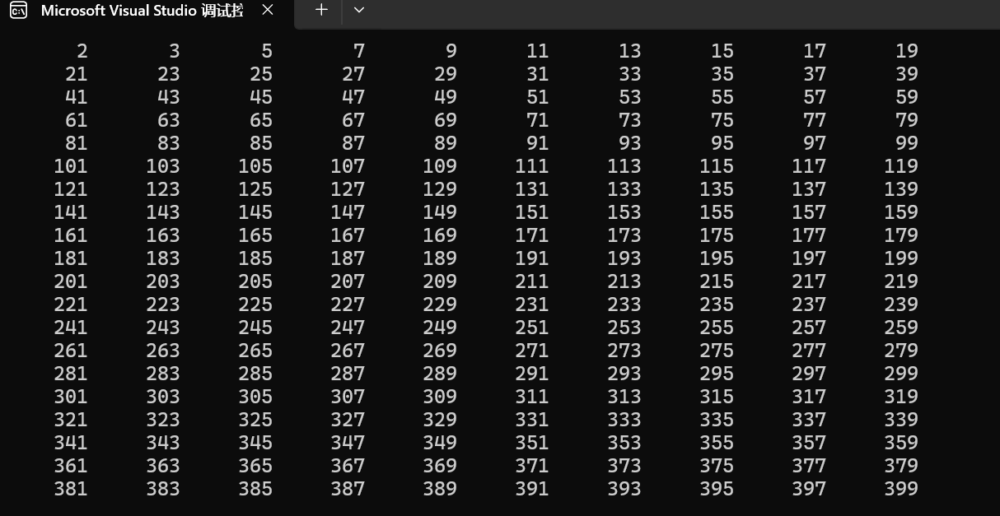 Microsoft Visual Studio 调试控
2 3 5 7 9 11 13 15 17 19
21 23 25 27 29 31 33 35 37 39
41 43 45 47 49 51 53 55 57 59
61 63 65 67 69 71 73 75 77 79
81 83 85 87 89 91 93 95 97 99
101 103 105 107 109 111 113 115 117 119
121 123 125 127 129 131 133 135 137 139
141 143 145 147 149 151 153 155 157 159
161 163 165 167 169 171 173 175 177 179
181 183 185 187 189 191 193 195 197 199
201 203 205 207 209 211 213 215 217 219
221 223 225 227 229 231 233 235 237 239
241 243 245 247 249 251 253 255 257 259
261 263 265 267 269 271 273 275 277 279
281 283 285 287 289 291 293 295 297 299
301 303 305 307 309 311 313 315 317 319
321 323 325 327 329 331 333 335 337 339
341 343 345 347 349 351 353 355 357 359
361 363 365 367 369 371 373 375 377 379
381 383 385 387 389 391 393 395 397 399